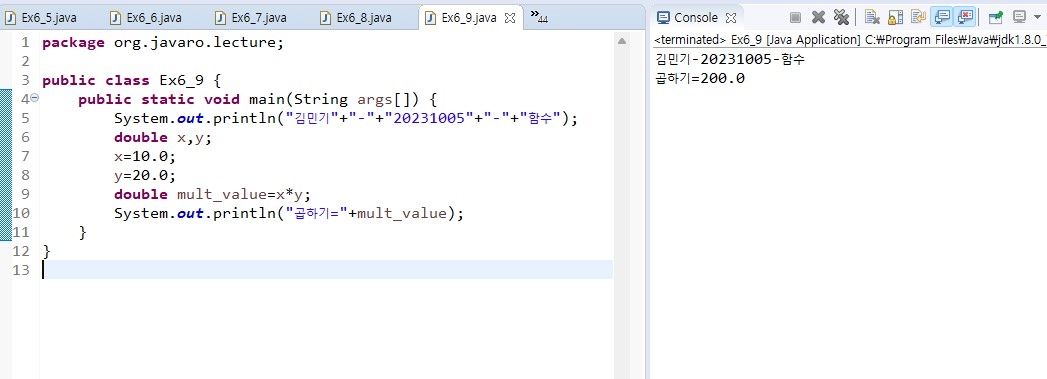 Ex6_5.java Ex6_6.java Ex6_7.java Ex6_8.java Ex6_9.java »44
1 package org.javaro.lecture;
2
3 public class Ex6_9 {
4 public static void main(String args[]) {
5 System.out.println("김민기"+"-"+"20231005"+"-"+"함수");
6 double x,y;
7 x=10.0;
8 y=20.0;
9 double mult_value=x*y;
10 System.out.println("곱하기="+mult_value);
11 }
12 }
13
Console
<terminated> Ex6_9 [Java Application] C:₩Program Files₩Java₩jdk1.8.0_
김민기-20231005-함수
곱하기=200.0